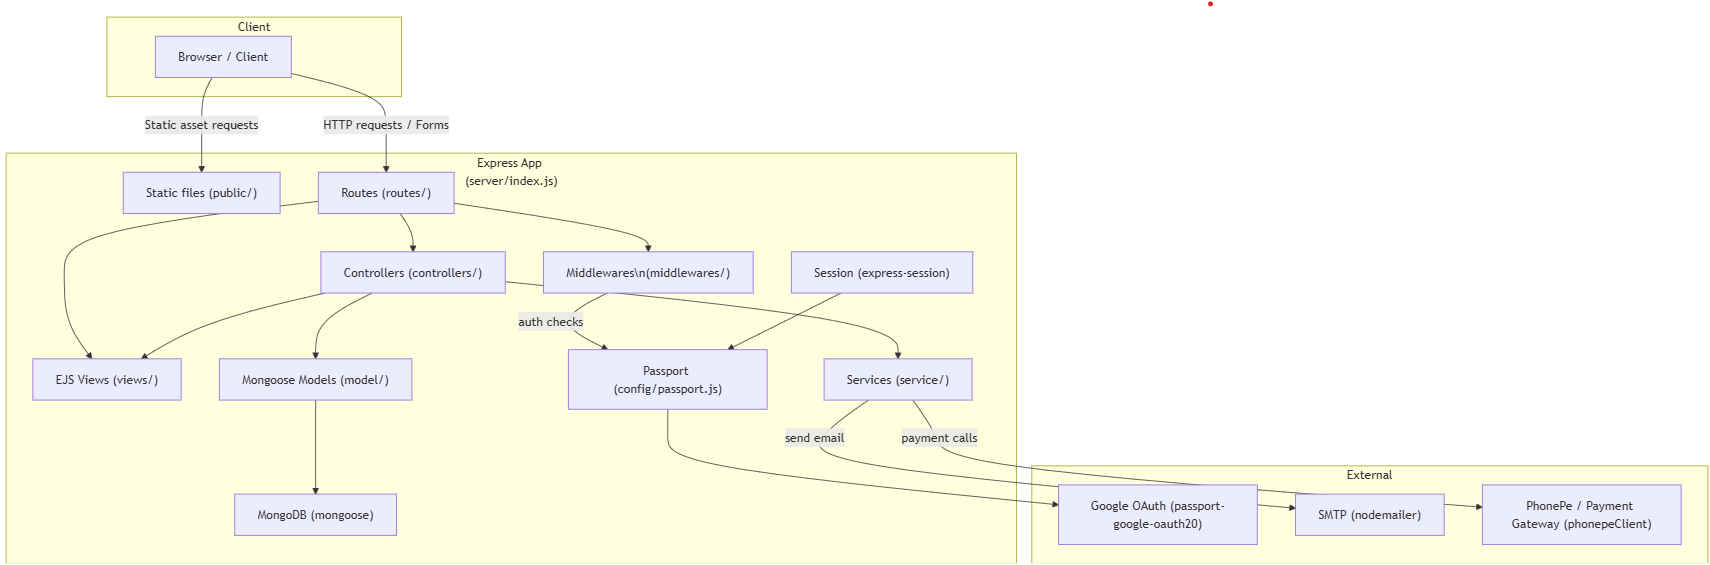 Client
Browser / Client
Static asset requests
HTTP requests / Forms
Express App
(server/index.js)
Static files (public/)
Routes (routes/)
Controllers (controllers/)
Middlewares\n(middlewares/)
Session (express-session)
auth checks
EJS Views (views/)
Mongoose Models (model/)
Passport
(config/passport.js)
Services (service/)
send email
payment calls
MongoDB (mongoose)
External
Google OAuth (passport-
google-oauth20)
SMTP (nodemailer)
PhonePe / Payment
Gateway (phonepeClient)